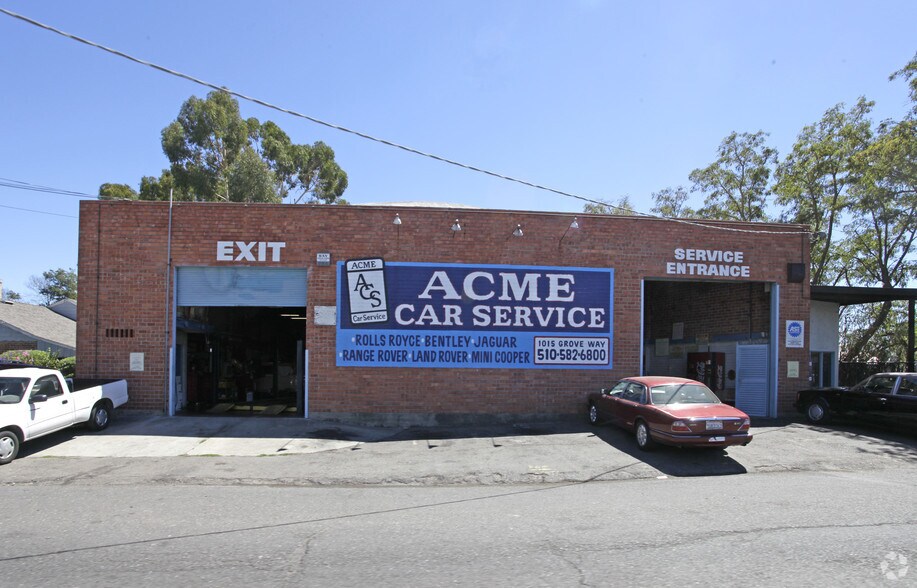 EXIT
ACME
ACS
Car Service
ACME
CAR SERVICE
ROLLS ROYCE·BENTLEY·JAGUAR
RANGE ROVER·LAND ROVER·MINI COOPER
1015 GROVE WAY
510-582-6800
SERVICE
ENTRANCE